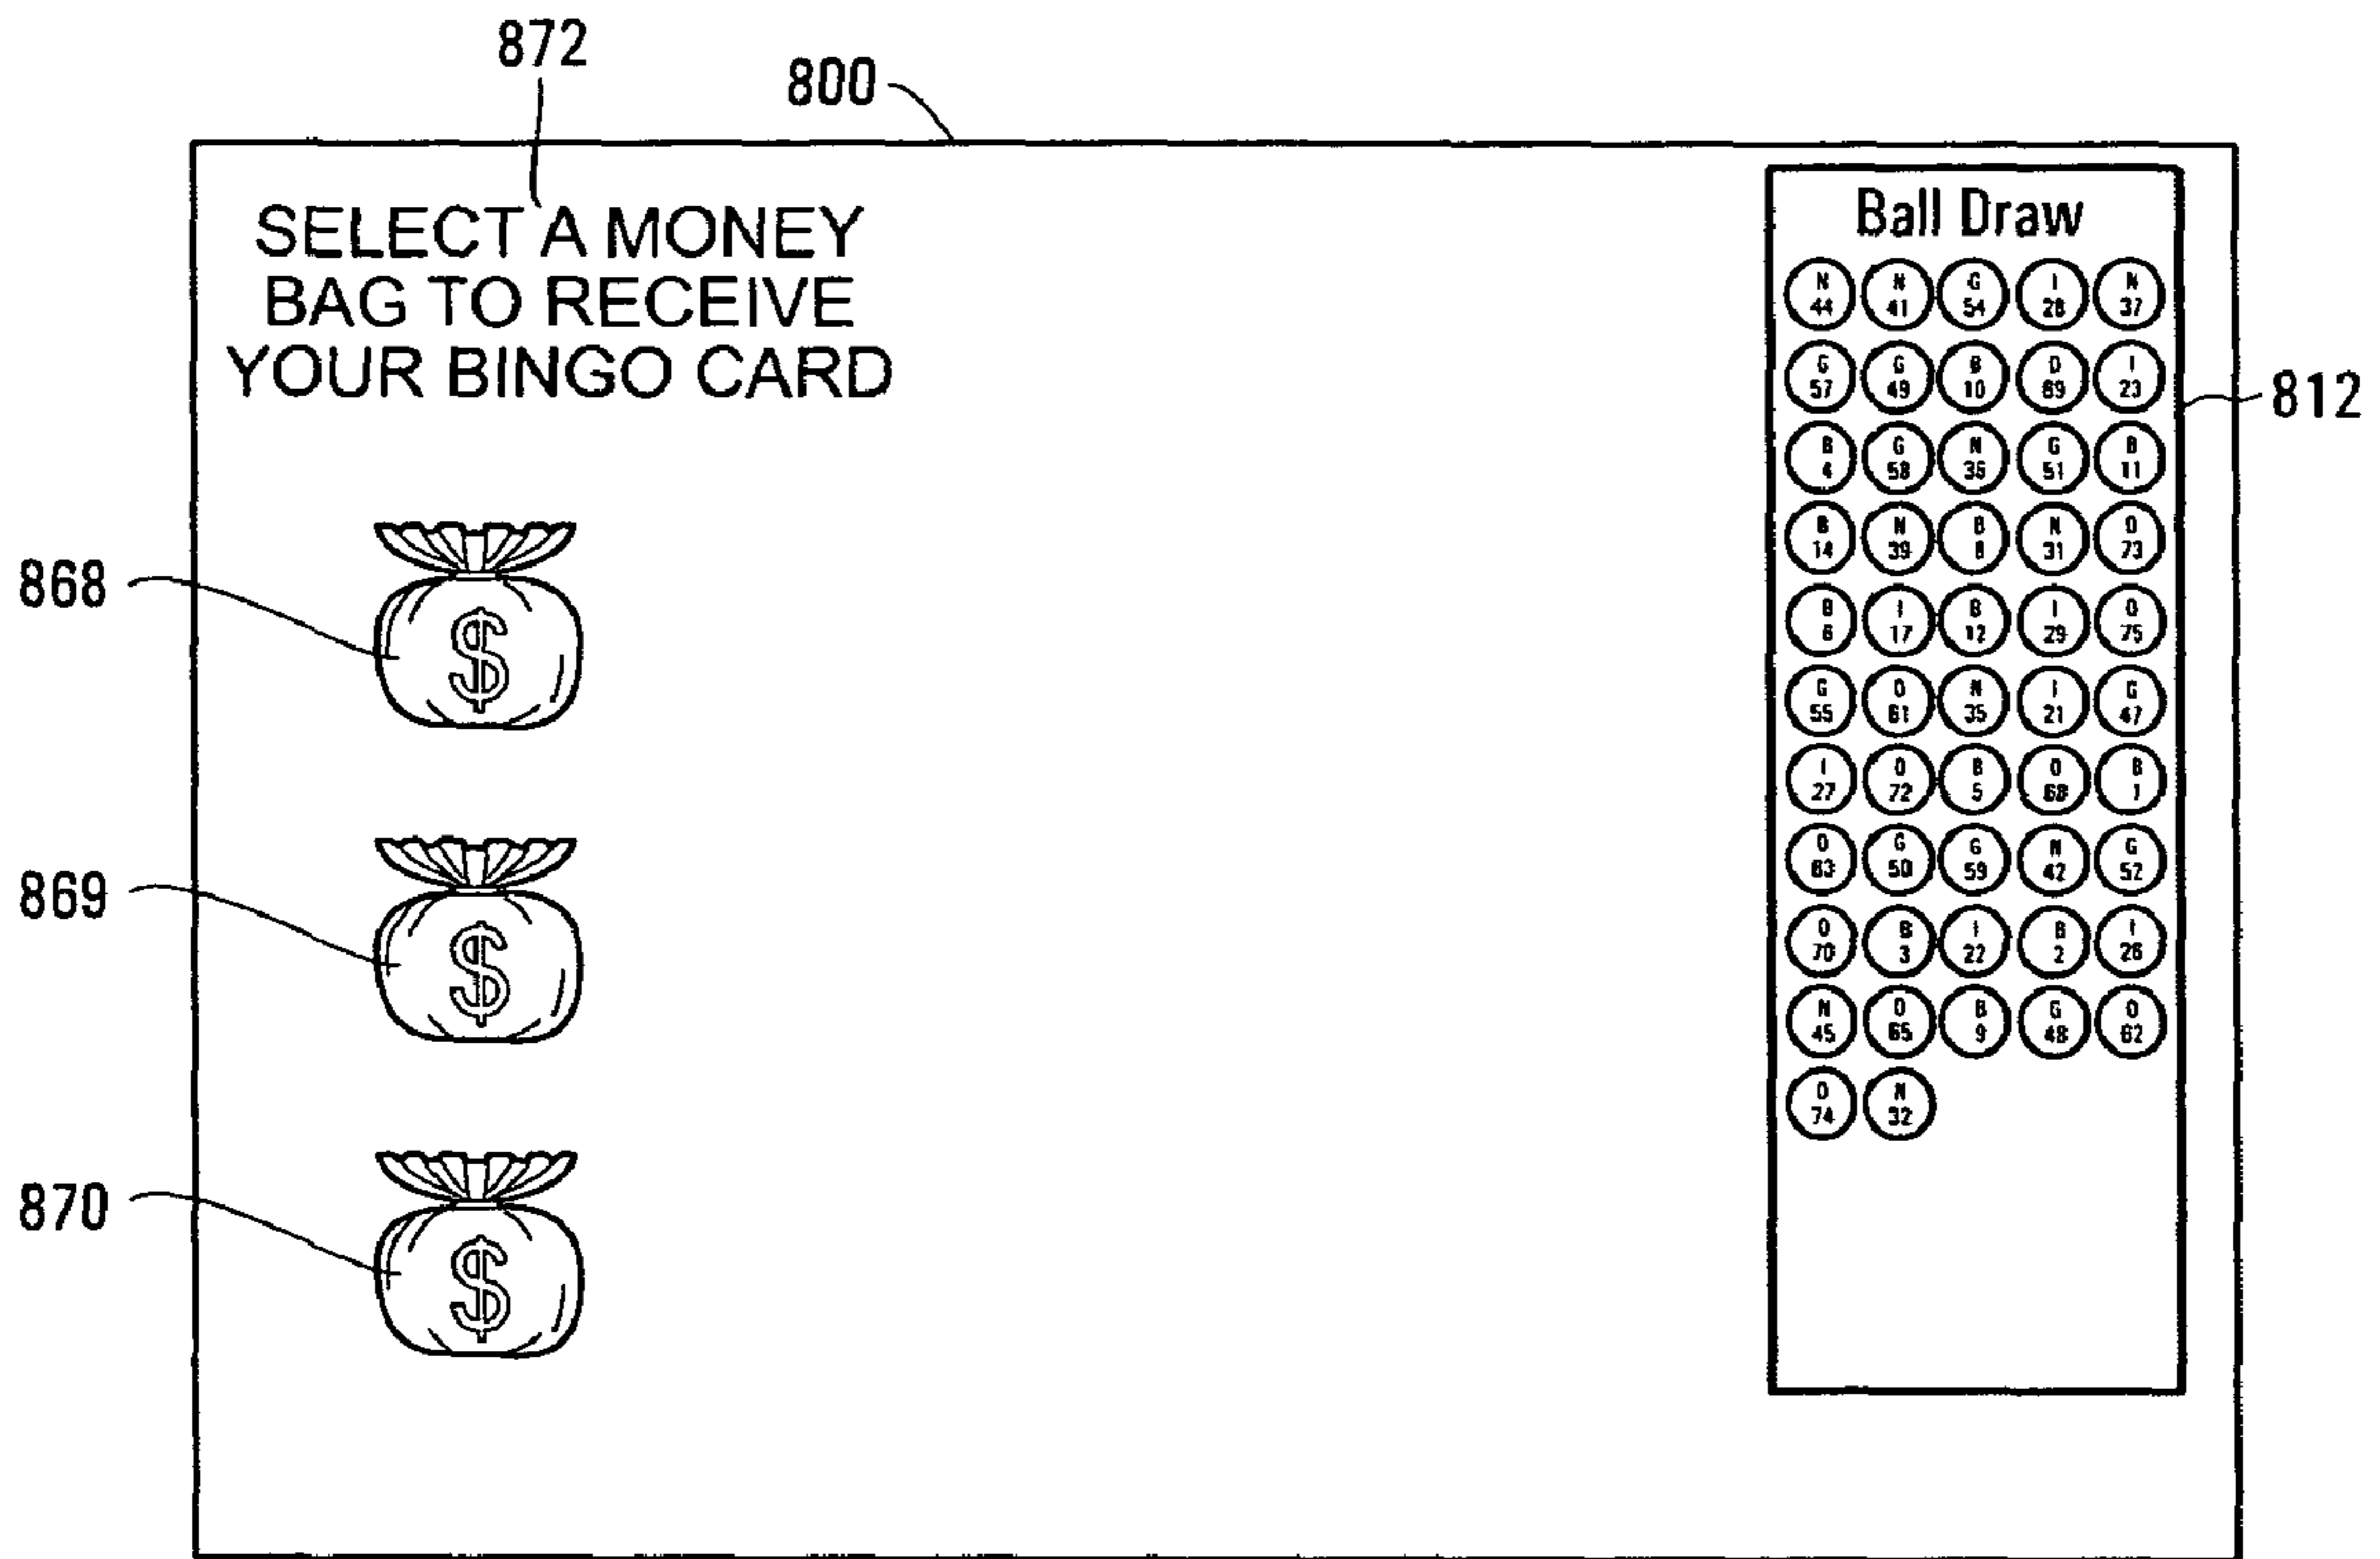 872
800
SELECT A MONEY
BAG TO RECEIVE
YOUR BINGO CARD
Ball Draw
N 44 N 41 G 54 I 28 N 37
G 57 G 49 B 10 O 69 I 23
812
B 4 G 58 N 36 G 51 B 11
B 14 N 39 B 8 N 31 O 73
868
B 6 I 17 B 12 I 29 O 75
G 55 O 61 N 35 I 21 G 47
I 27 O 72 B 5 O 68 B 1
O 63 G 50 G 59 N 42 G 52
869
O 70 B 3 I 22 B 2 I 26
N 45 O 65 B 9 G 48 O 62
O 74 N 32
870
$
$
$